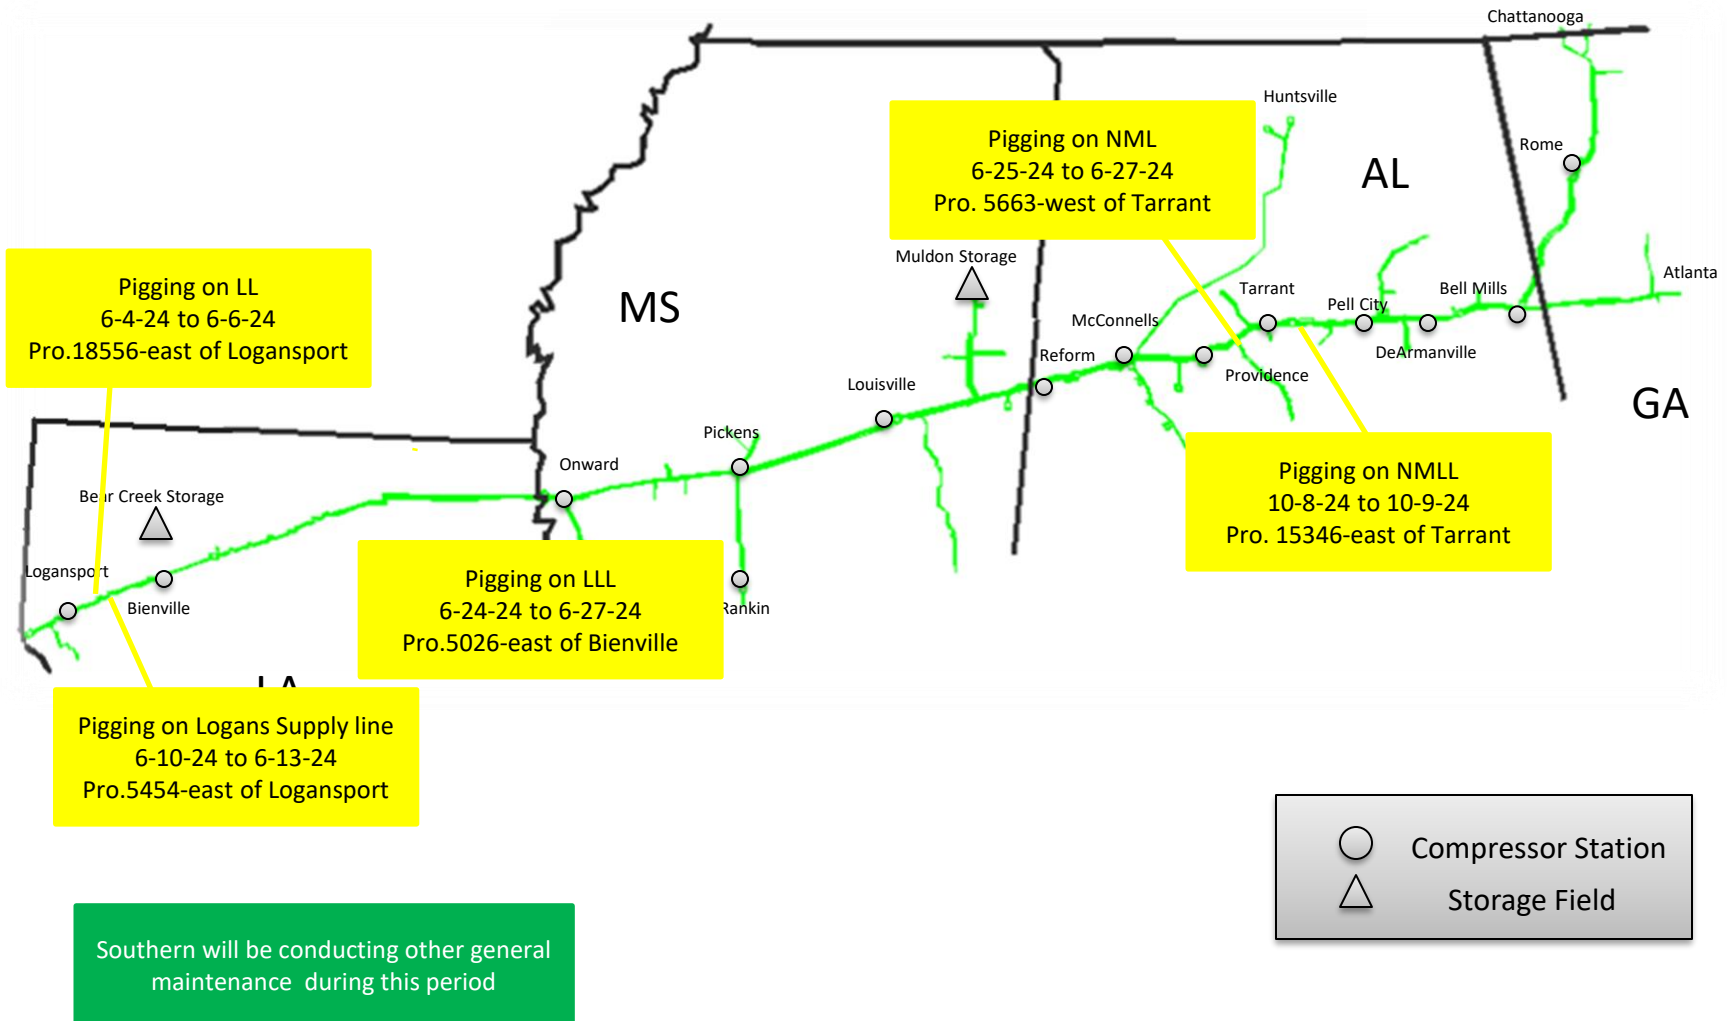 Chattanooga
Huntsville
Pigging on NML
6-25-24 to 6-27-24
Pro. 5663-west of Tarrant
Rome
AL
Muldon Storage
Pigging on LL
6-4-24 to 6-6-24
Pro.18556-east of Logansport
MS
Tarrant
Bell Mills
Atlanta
Pell City
McConnells
Reform
DeArmanville
Providence
Louisville
GA
Pickens
Onward
Pigging on NMLL
10-8-24 to 10-9-24
Pro. 15346-east of Tarrant
Bear Creek Storage
Logansport
Bienville
Pigging on LLL
6-24-24 to 6-27-24
Pro.5026-east of Bienville
Rankin
LA
Pigging on Logans Supply line
6-10-24 to 6-13-24
Pro.5454-east of Logansport
Compressor Station
Storage Field
Southern will be conducting other general
maintenance during this period